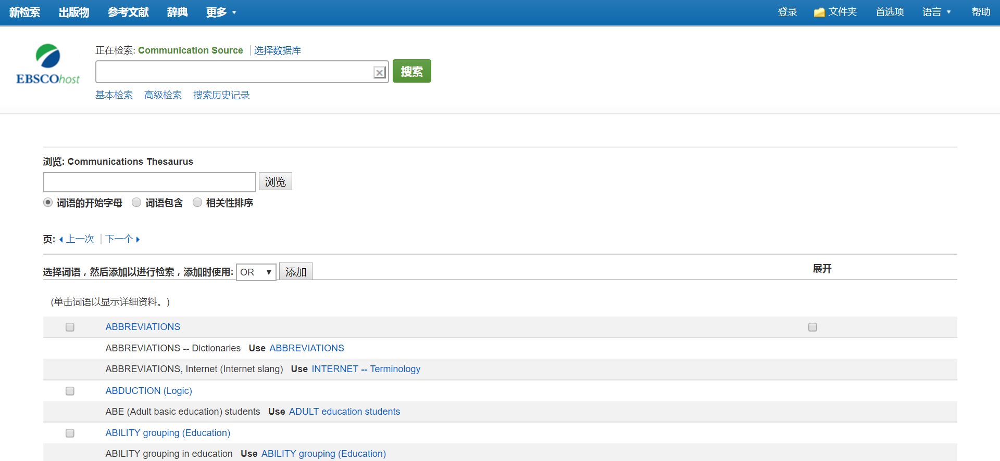 新检索 出版物 参考文献 辞典 更多 登录 文件夹 首选项 语言 帮助
正在检索: Communication Source 选择数据库
EBSCOhost
搜索
基本检索 高级检索 搜索历史记录
浏览: Communications Thesaurus
浏览
词语的开始字母 词语包含 相关性排序
页: 上一次 下一个
选择词语，然后添加以进行检索，添加时使用: OR 添加 展开
(单击词语以显示详细资料。)
ABBREVIATIONS
ABBREVIATIONS -- Dictionaries Use ABBREVIATIONS
ABBREVIATIONS, Internet (Internet slang) Use INTERNET -- Terminology
ABDUCTION (Logic)
ABE (Adult basic education) students Use ADULT education students
ABILITY grouping (Education)
ABILITY grouping in education Use ABILITY grouping (Education)